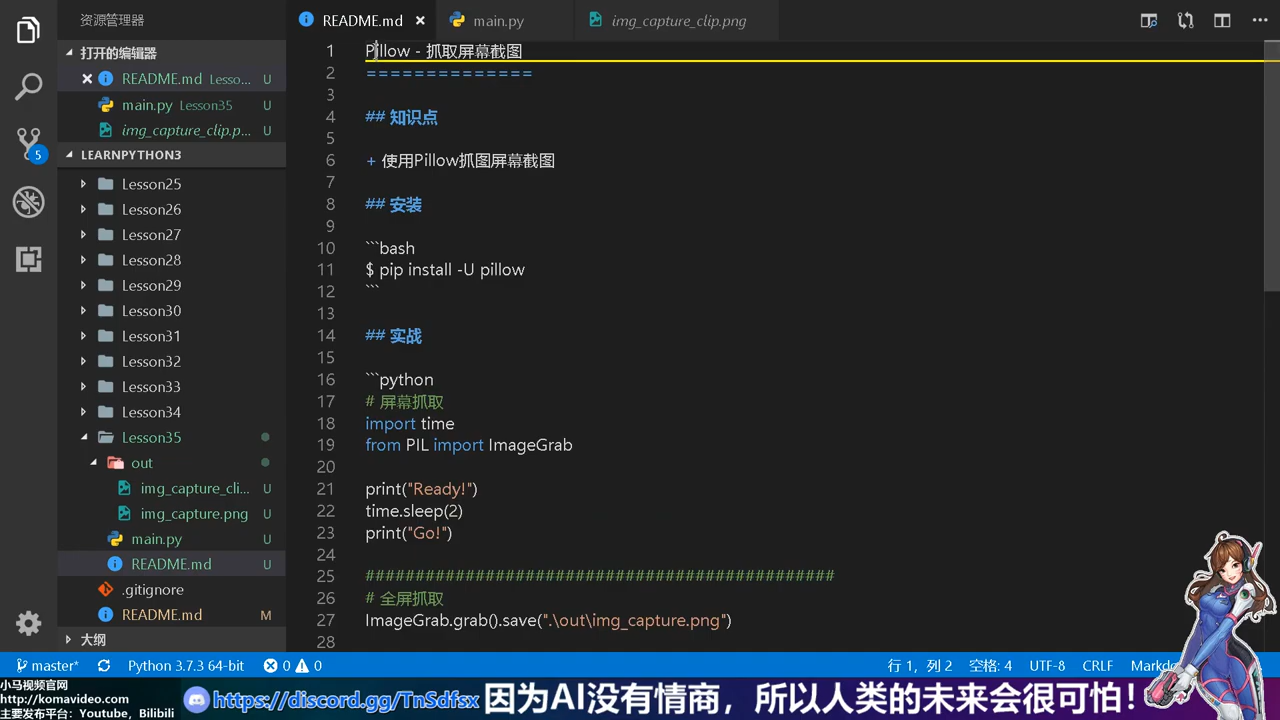 资源管理器
README.md
main.py
img_capture_clip.png
打开的编辑器
README.md Lesso... U
main.py Lesson35 U
img_capture_clip.p... U
5
LEARNPYTHON3
Lesson25
Lesson26
Lesson27
Lesson28
Lesson29
Lesson30
Lesson31
Lesson32
Lesson33
Lesson34
Lesson35
out
img_capture_cli... U
img_capture.png U
main.py U
README.md U
.gitignore
README.md M
大纲
1 Pillow - 抓取屏幕截图
2 ==============
3
4 ## 知识点
5
6 + 使用Pillow抓图屏幕截图
7
8 ## 安装
9
10 ```bash
11 $ pip install -U pillow
12 ```
13
14 ## 实战
15
16 ```python
17 # 屏幕抓取
18 import time
19 from PIL import ImageGrab
20
21 print("Ready!")
22 time.sleep(2)
23 print("Go!")
24
25 ###############################################
26 # 全屏抓取
27 ImageGrab.grab().save(".\out\img_capture.png")
28
master* Python 3.7.3 64-bit 0 0 行 1，列 2 空格: 4 UTF-8 CRLF Markdo
小马视频官网
http://komavideo.com
主要发布平台：Youtube，Bilibili
https://discord.gg/TnSdfsx 因为AI没有情商，所以人类的未来会很可怕！